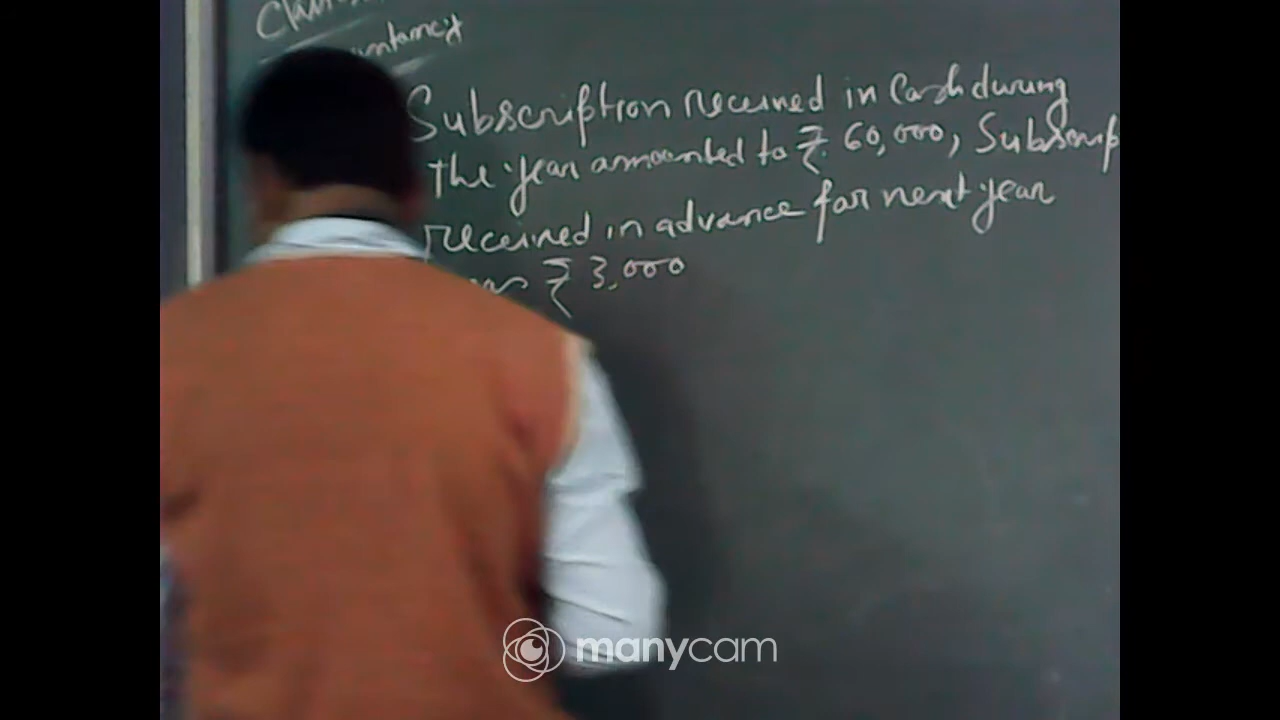 Subscription received in Cash during
the year amounted to ₹. 60,000, Subscrip
received in advance for next year
₹ 3,000
manycam